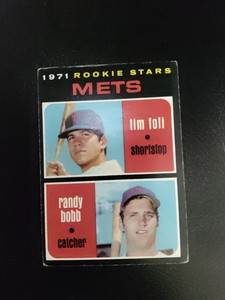 1971 ROOKIE STARS
METS
tim foli
shortstop
randy
bobb
catcher